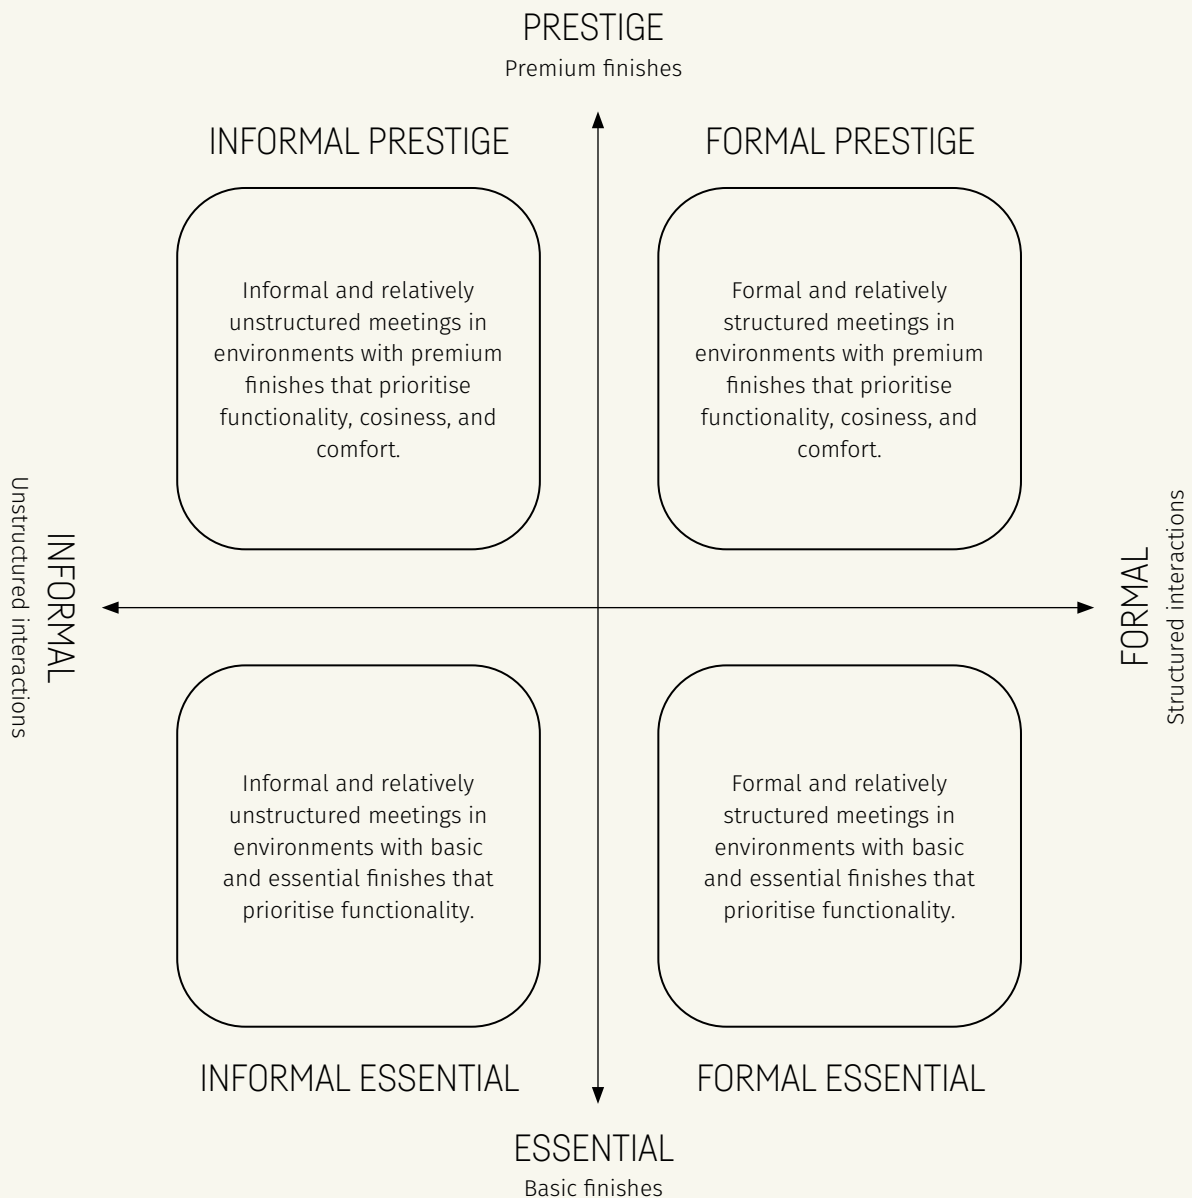 PRESTIGE
Premium finishes
INFORMAL PRESTIGE
FORMAL PRESTIGE
Informal and relatively
unstructured meetings in
environments with premium
finishes that prioritise
functionality, cosiness, and
comfort.
Formal and relatively
structured meetings in
environments with premium
finishes that prioritise
functionality, cosiness, and
comfort.
Unstructured interactions
INFORMAL
FORMAL
Structured interactions
Informal and relatively
unstructured meetings in
environments with basic
and essential finishes that
prioritise functionality.
Formal and relatively
structured meetings in
environments with basic
and essential finishes that
prioritise functionality.
INFORMAL ESSENTIAL
FORMAL ESSENTIAL
ESSENTIAL
Basic finishes